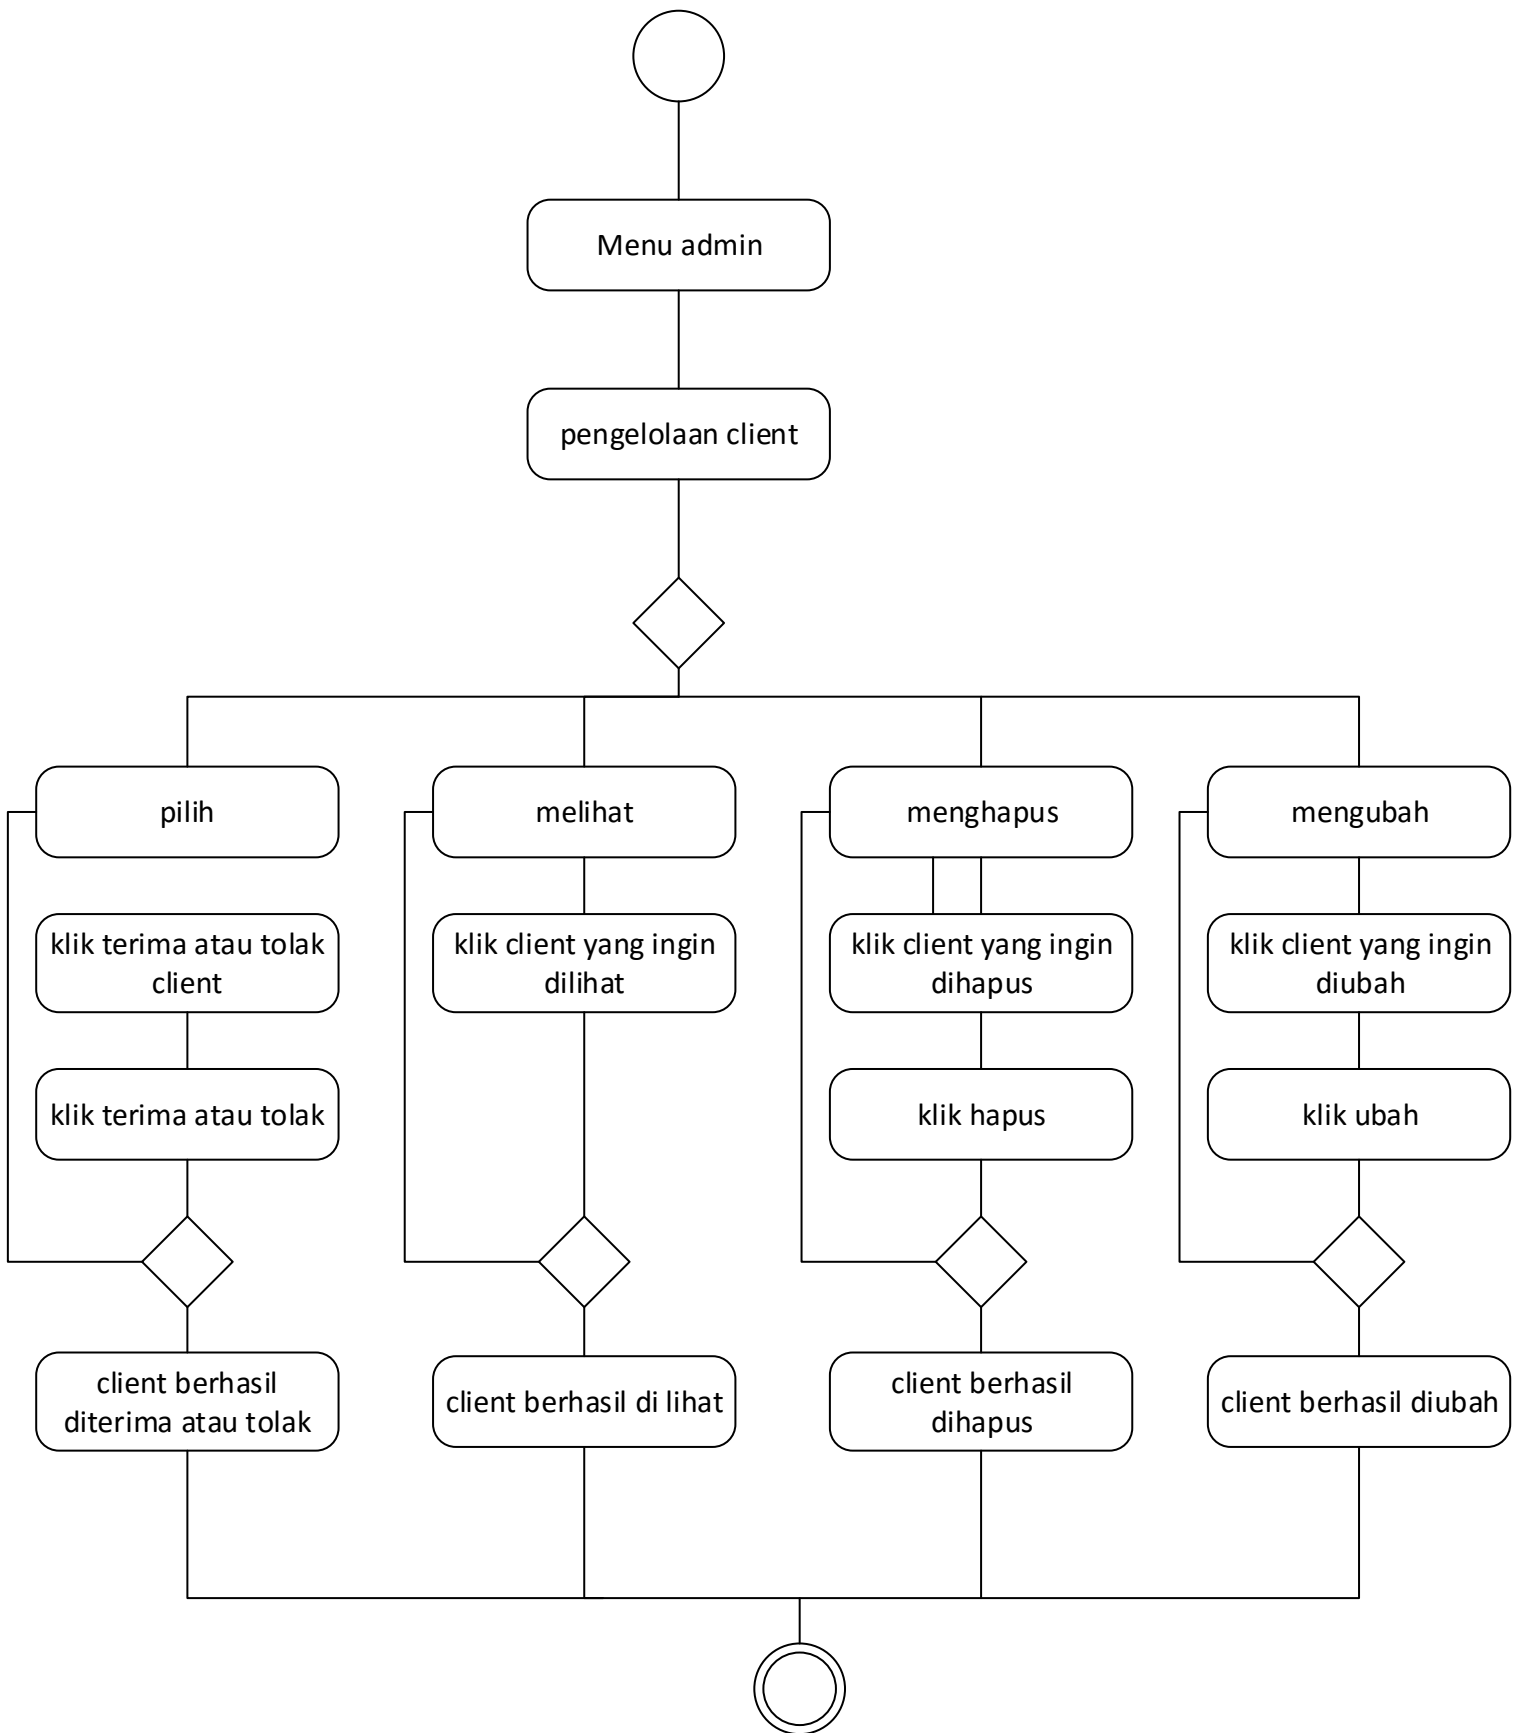 Menu admin
pengelolaan client
pilih
melihat
menghapus
mengubah
klik terima atau tolak
client
klik client yang ingin
dilihat
klik client yang ingin
dihapus
klik client yang ingin
diubah
klik terima atau tolak
klik hapus
klik ubah
client berhasil
diterima atau tolak
client berhasil di lihat
client berhasil
dihapus
client berhasil diubah